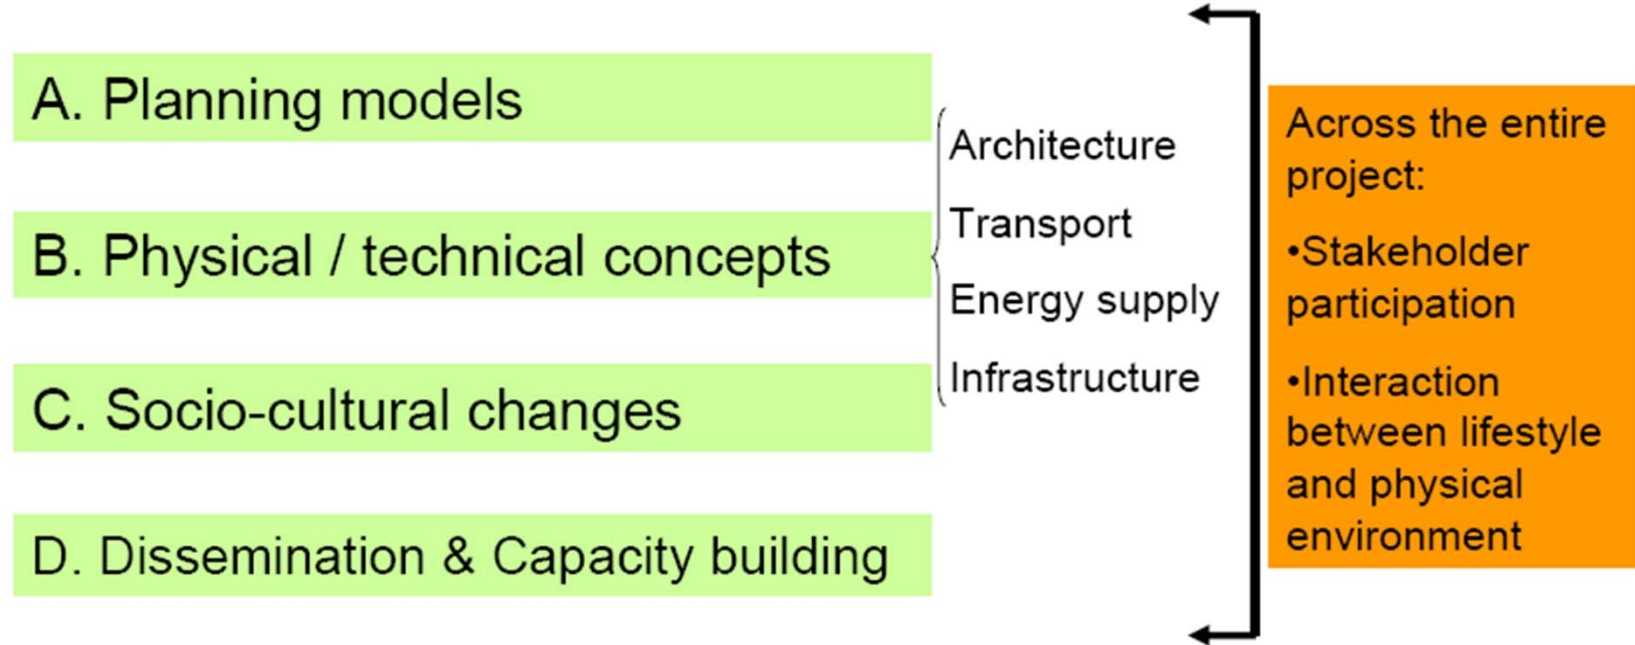 A. Planning models
B. Physical / technical concepts
C. Socio-cultural changes
D. Dissemination & Capacity building
Architecture
Transport
Energy supply
Infrastructure
Across the entire
project:
•Stakeholder
participation
•Interaction
between lifestyle
and physical
environment